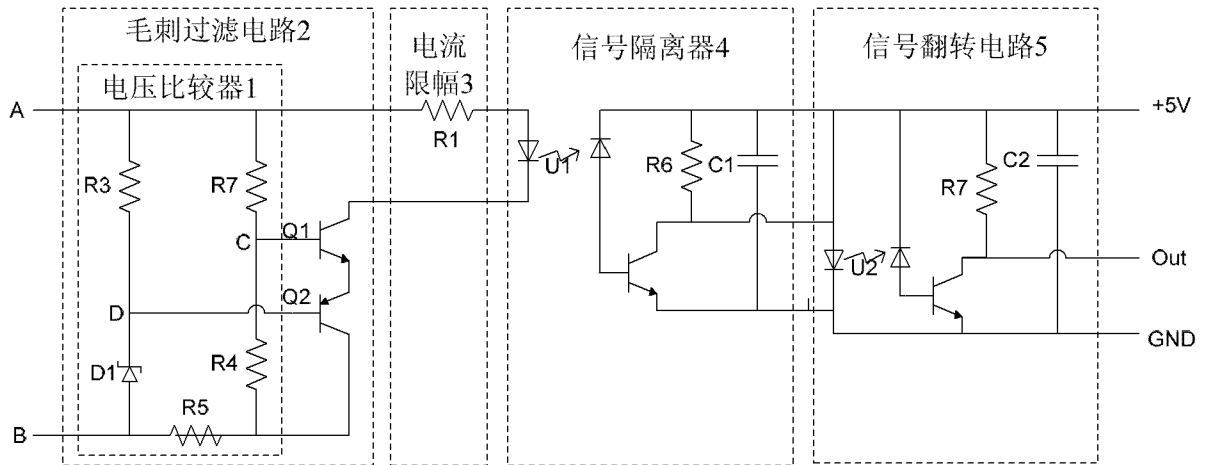 毛刺过滤电路2
电压比较器1
电流
限幅3
信号隔离器4
信号翻转电路5
A
+5V
R1
U1
R3
R7
R6
C1
R7
C2
C
Q1
U2
Out
D
Q2
GND
D1
R4
R5
B